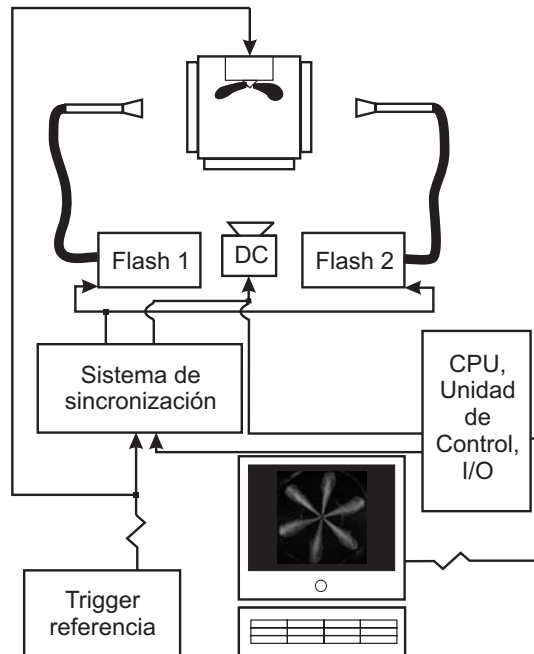 Flash 1
DC
Flash 2
Sistema de
sincronización
CPU,
Unidad
de
Control,
I/O
Trigger
referencia